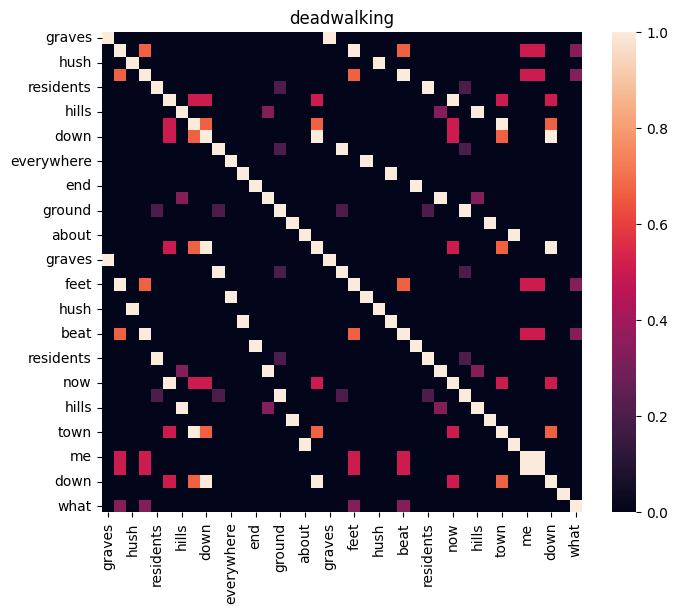 deadwalking
graves
hush
residents
hills
down
everywhere
end
ground
about
graves
feet
hush
beat
residents
now
hills
town
me
down
what
graves
hush
residents
hills
down
everywhere
end
ground
about
graves
feet
hush
beat
residents
now
hills
town
me
down
what
1.0
0.8
0.6
0.4
0.2
0.0